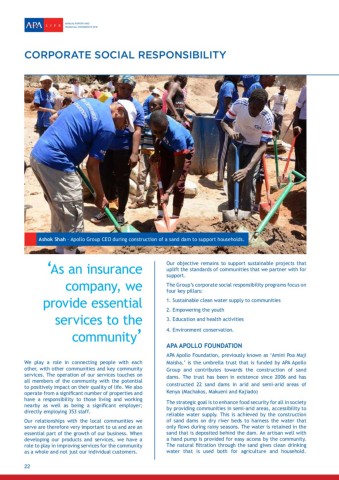 APA
CORPORATE SOCIAL RESPONSIBILITY
Ashok Shah - Apollo Group CEO during construction of a sand dam to support households.
‘As an insurance
company, we
provide essential
services to the
community’
We play a role in connecting people with each
other, with other communities and key community
services. The operation of our services touches on
all members of the community with the potential
to positively impact on their quality of life. We also
operate from a significant number of properties and
have a responsibility to those living and working
nearby as well as being a significant employer;
directly employing 353 staff.
Our relationships with the local communities we
serve are therefore very important to us and are an
essential part of the growth of our business. When
developing our products and services, we have a
role to play in improving services for the community
as a whole and not just our individual customers.
Our objective remains to support sustainable projects that
uplift the standards of communities that we partner with for
support.
The Group’s corporate social responsibility programs focus on
four key pillars:
1. Sustainable clean water supply to communities
2. Empowering the youth
3. Education and health activities
4. Environment conservation.
APA APOLLO FOUNDATION
APA Apollo Foundation, previously known as ‘Amini Poa Maji
Maisha,’ is the umbrella trust that is funded by APA Apollo
Group and contributes towards the construction of sand
dams. The trust has been in existence since 2006 and has
constructed 22 sand dams in arid and semi-arid areas of
Kenya (Machakos, Makueni and Kajiado)
The strategic goal is to enhance food security for all in society
by providing communities in semi-arid areas, accessibility to
reliable water supply. This is achieved by the construction
of sand dams on dry river beds to harness the water that
only flows during rainy seasons. The water is retained in the
sand that is deposited behind the dam. An artisan well with
a hand pump is provided for easy access by the community.
The natural filtration through the sand gives clean drinking
water that is used both for agriculture and household.
22